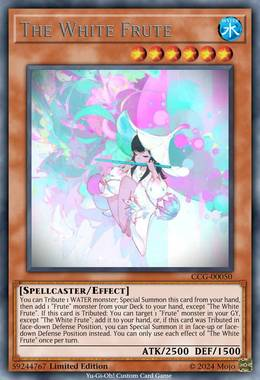 The White Frute
WATER
水
CCG-00050
[Spellcaster/Effect]
You can Tribute 1 WATER monster; Special Summon this card from your hand,
then add 1 "Frute" monster from your Deck to your hand, except "The White
Frute". If this card is Tributed: You can target 1 "Frute" monster in your GY,
except "The White Frute"; add it to your hand, or, if this card was Tributed in
face-down Defense Position, you can Special Summon it in face-up or face-
down Defense Position, instead. You can only use each effect of "The White
Frute" once per turn.
ATK/2500 DEF/1500
59244767 Limited Edition
© 2024 Mojo
Yu-Gi-Oh! Custom Card Game